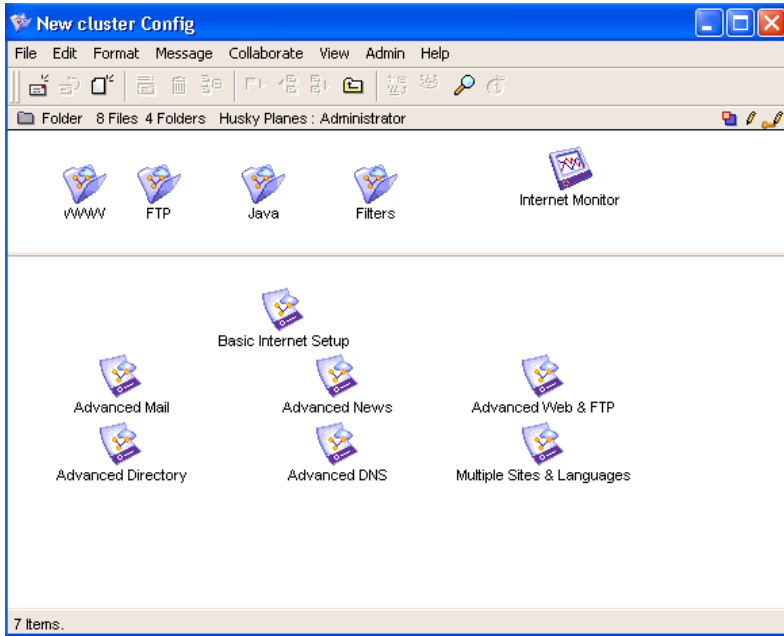 New cluster Config
File Edit Format Message Collaborate View Admin Help
Folder 8 Files 4 Folders Husky Planes : Administrator
WWW FTP Java Filters Internet Monitor
Basic Internet Setup
Advanced Mail Advanced News Advanced Web & FTP
Advanced Directory Advanced DNS Multiple Sites & Languages
7 Items.